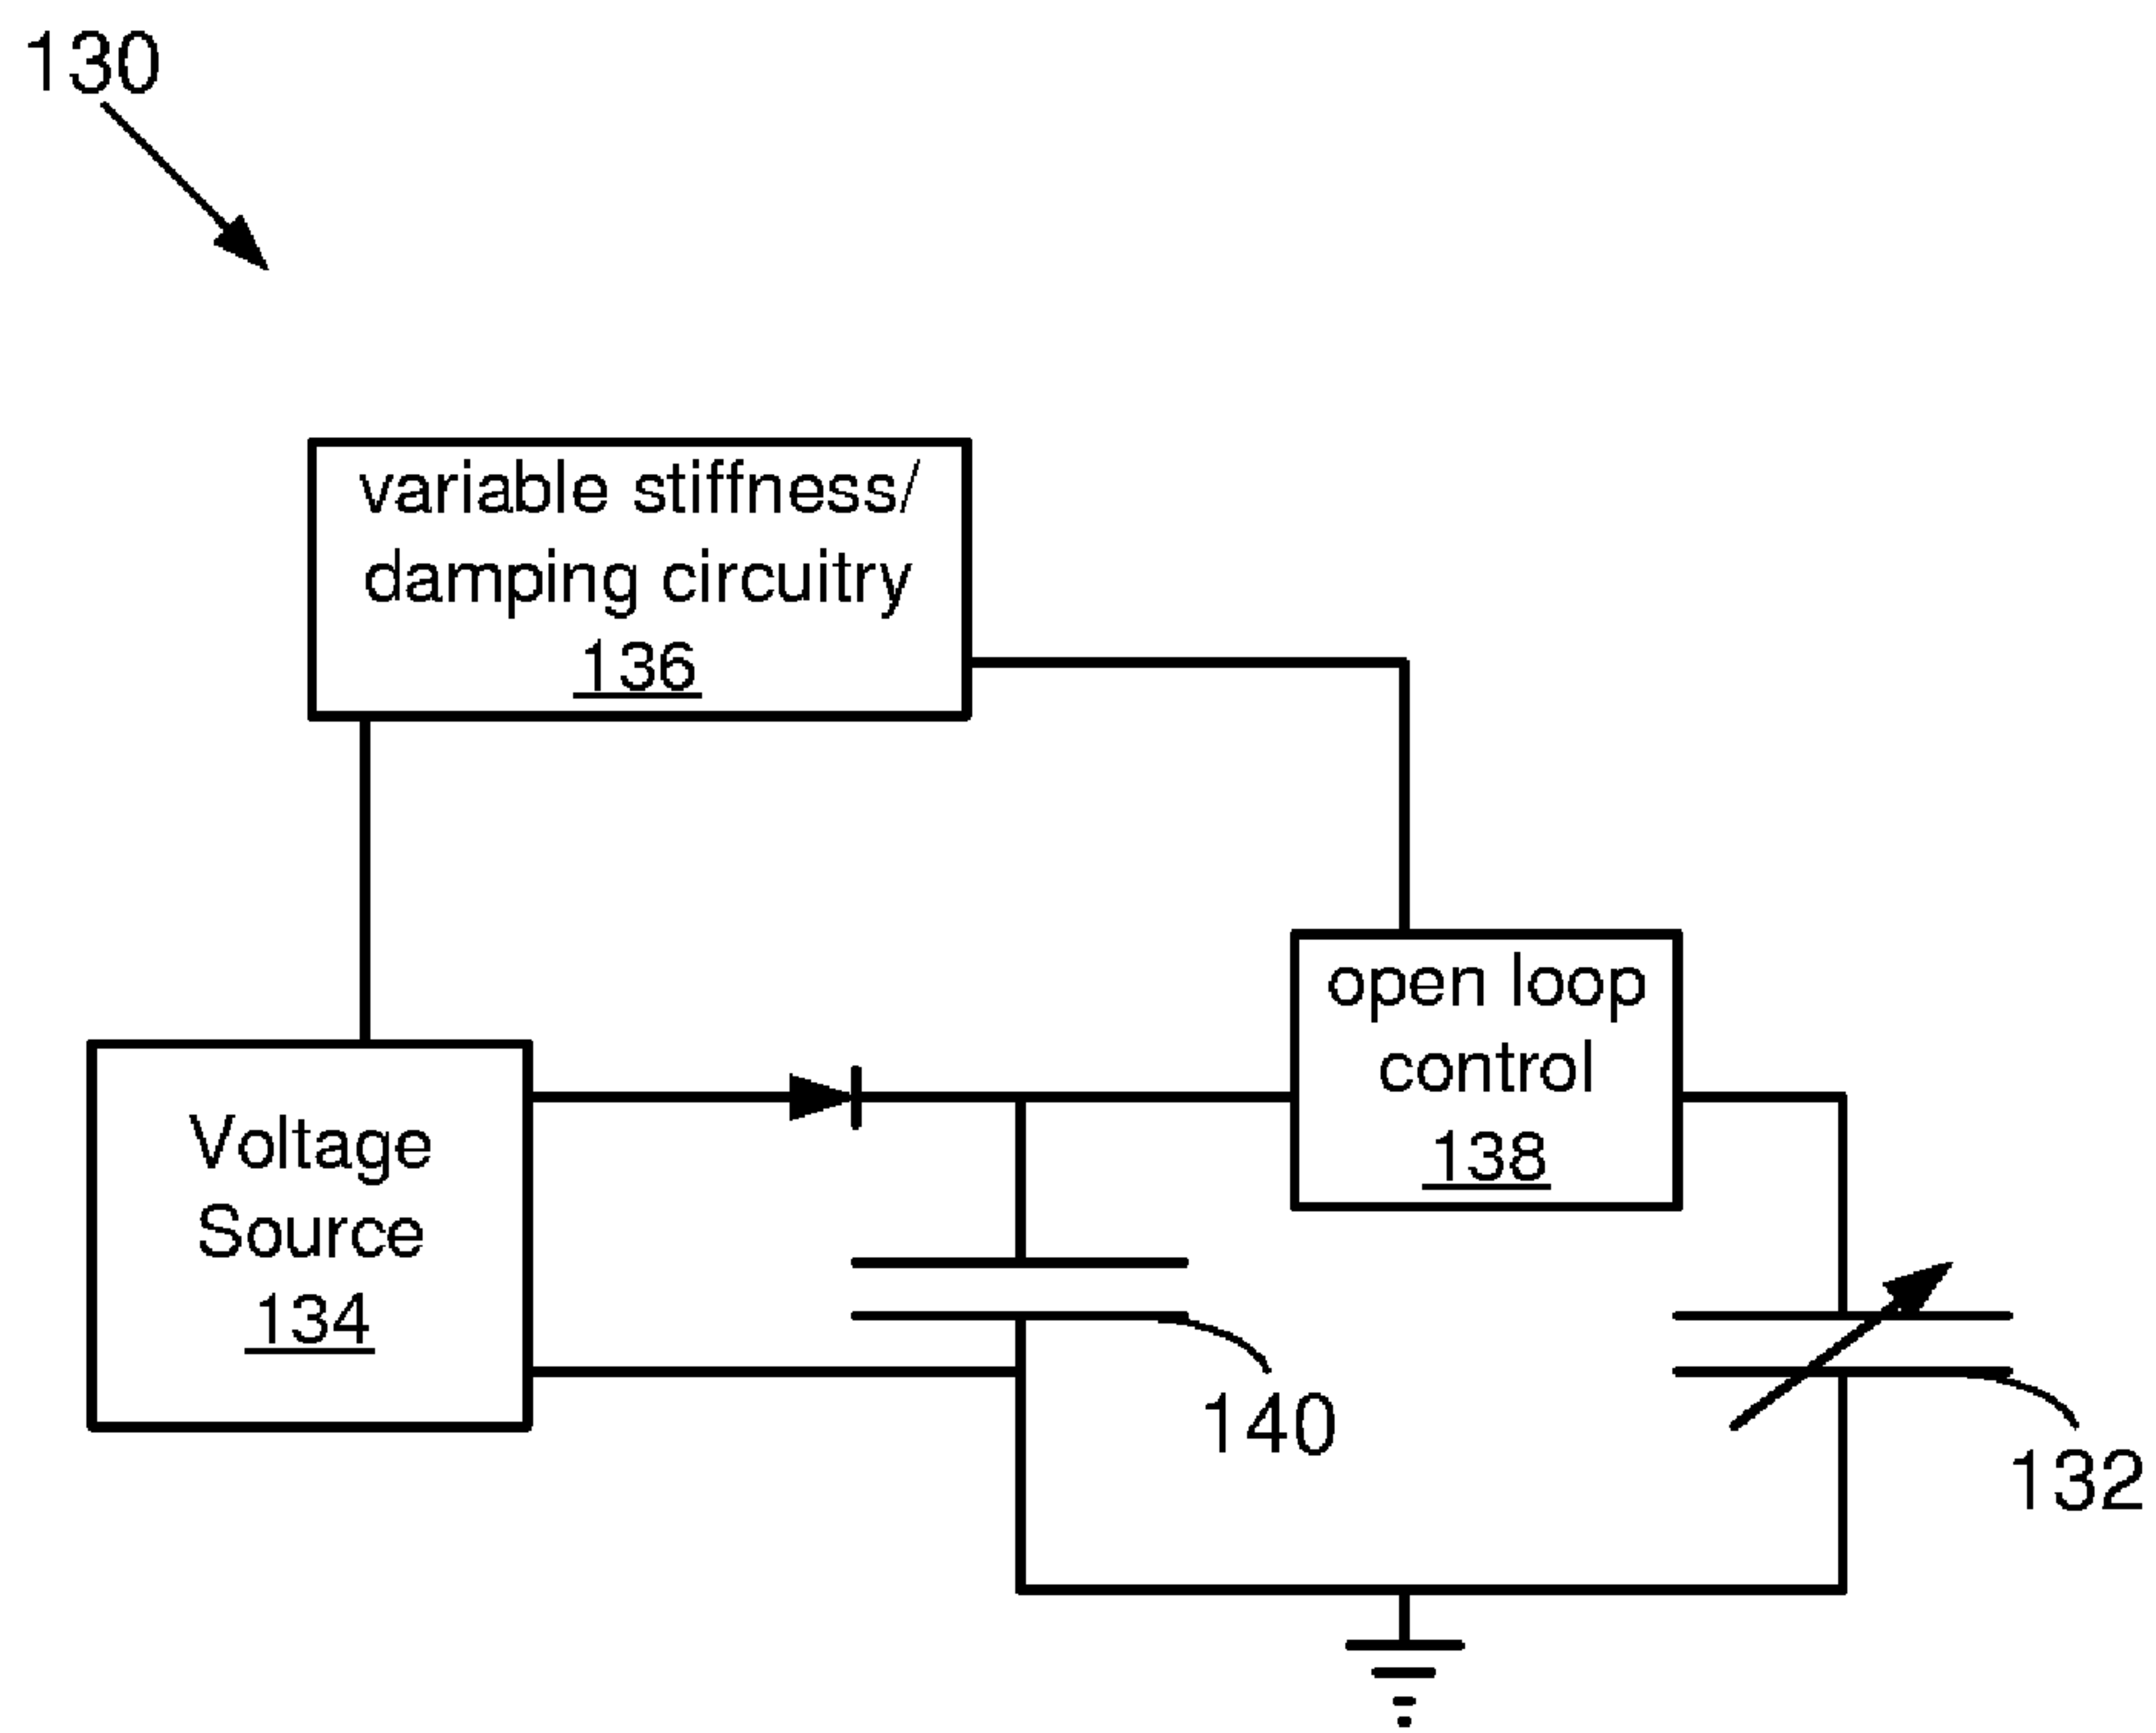 130
variable stiffness/
damping circuitry
136
open loop
control
138
Voltage
Source
134
140
132